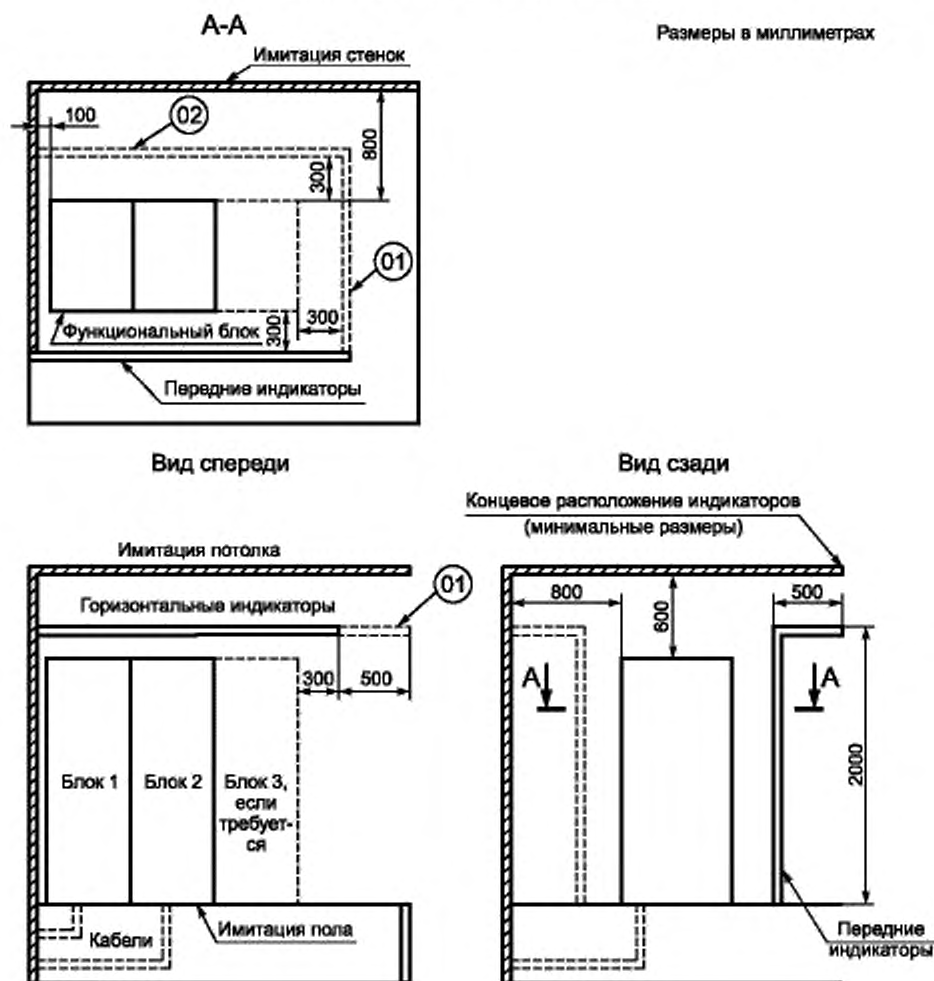 А-А
Размеры в миллиметрах
Имитация стенок
100
02
800
300
01
Функциональный блок
300
300
Передние индикаторы
Вид спереди
Вид сзади
Концевое расположение индикаторов
(минимальные размеры)
Имитация потолка
01
Горизонтальные индикаторы
800
600
500
300
500
А
А
Блок 1
Блок 2
Блок 3,
если
требует-
ся
2000
Кабели
Имитация пола
Передние
индикаторы